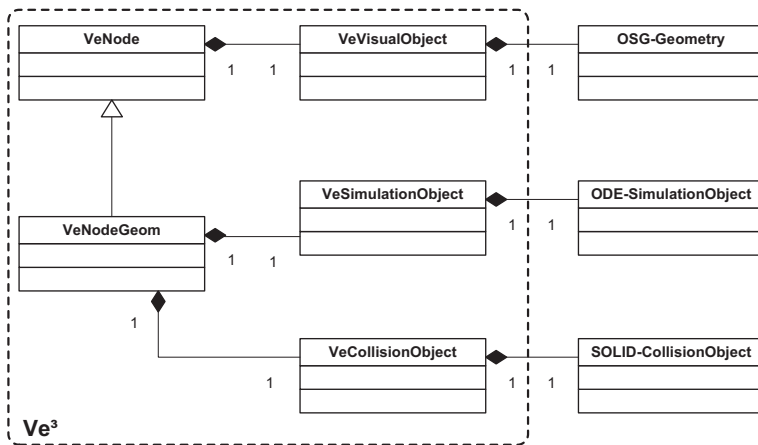 VeNode
VeVisualObject
OSG-Geometry
1
1
1
1
VeSimulationObject
ODE-SimulationObject
VeNodeGeom
1
1
1
1
1
VeCollisionObject
SOLID-CollisionObject
1
1
1
Ve³